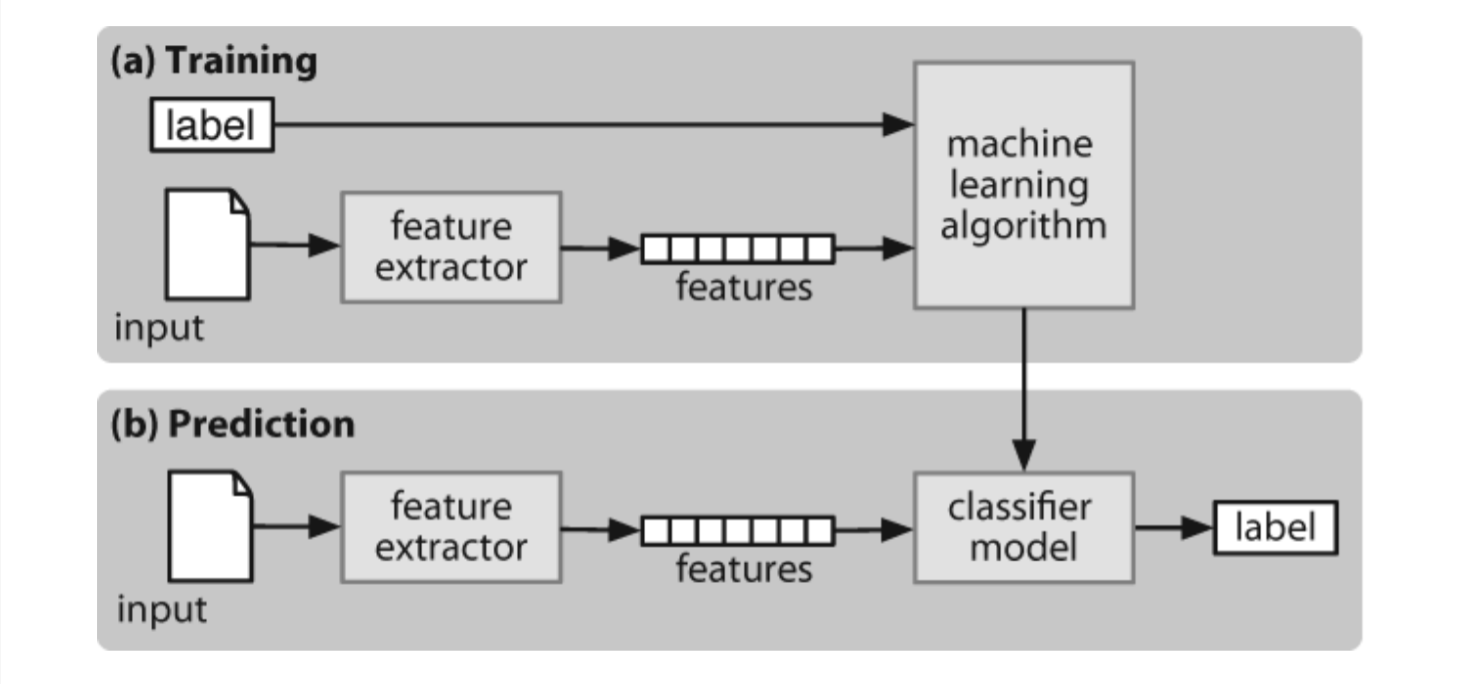 (a) Training
label
machine
learning
algorithm
feature
extractor
features
input
(b) Prediction
feature
extractor
features
classifier
model
label
input